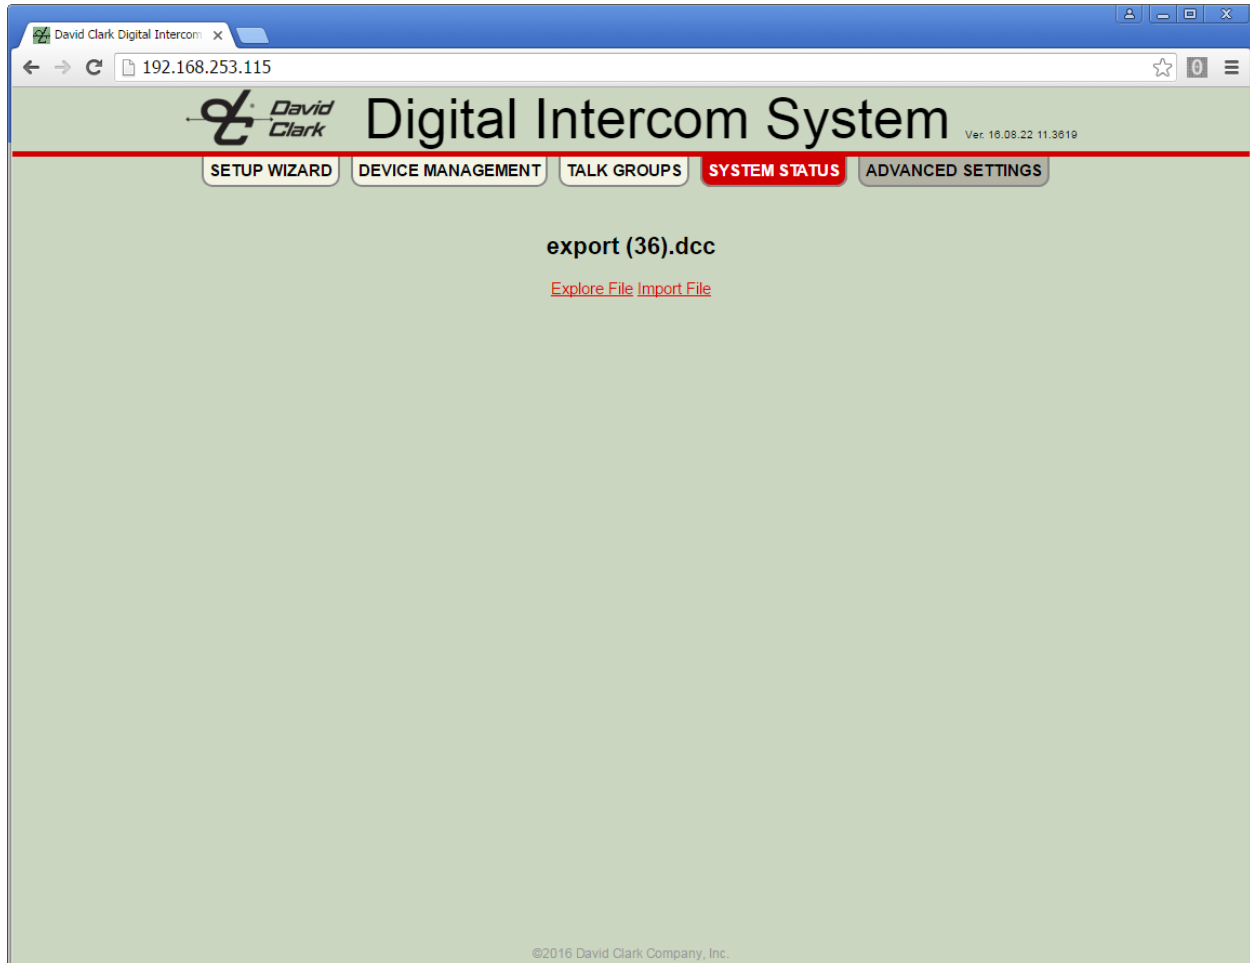 David Clark Digital Intercom
192.168.253.115
David Clark
Digital Intercom System Ver. 16.08.22 11.3619
SETUP WIZARD DEVICE MANAGEMENT TALK GROUPS SYSTEM STATUS ADVANCED SETTINGS
export (36).dcc
Explore File Import File
©2016 David Clark Company, Inc.